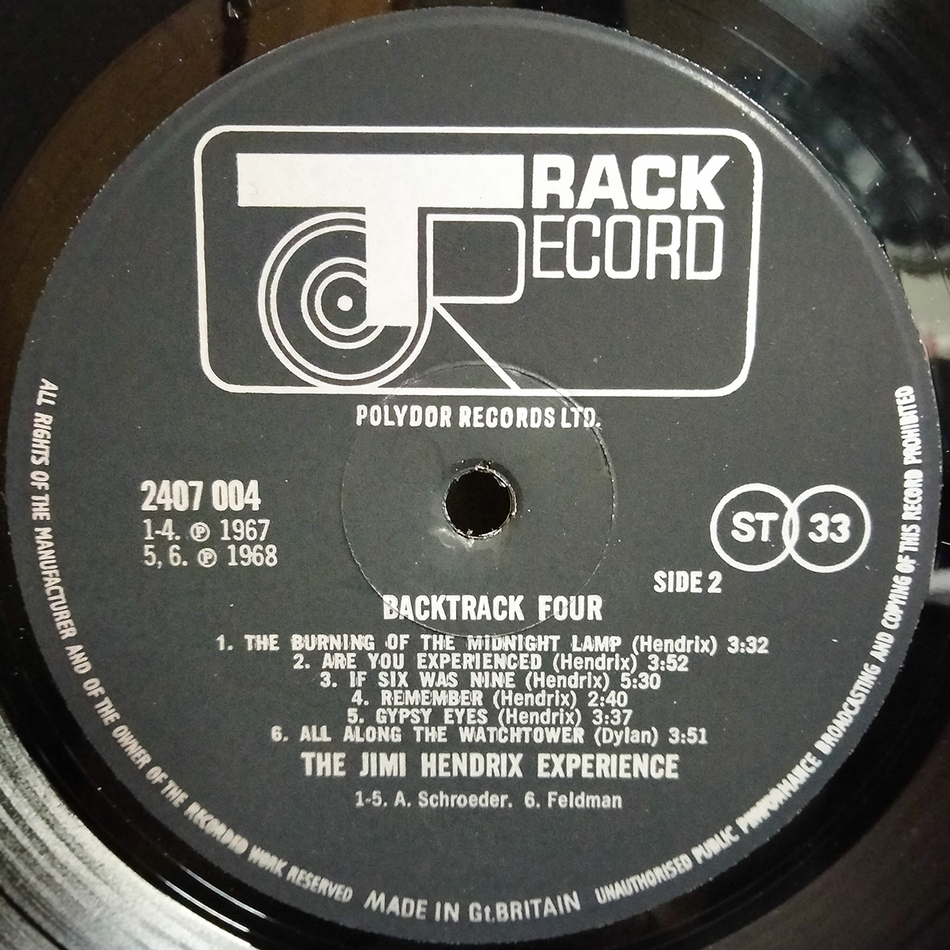 TRACK
RECORD
POLYDOR RECORDS LTD.
2407 004
1-4. ℗ 1967
5, 6. ℗ 1968
ST 33
SIDE 2
BACKTRACK FOUR
1. THE BURNING OF THE MIDNIGHT LAMP (Hendrix) 3:32
2. ARE YOU EXPERIENCED (Hendrix) 3:52
3. IF SIX WAS NINE (Hendrix) 5:30
4. REMEMBER (Hendrix) 2:40
5. GYPSY EYES (Hendrix) 3:37
6. ALL ALONG THE WATCHTOWER (Dylan) 3:51
THE JIMI HENDRIX EXPERIENCE
1-5. A. Schroeder. 6. Feldman
ALL RIGHTS OF THE MANUFACTURER AND OF THE OWNER OF THE RECORDED WORK RESERVED
MADE IN Gt.BRITAIN
UNAUTHORISED PUBLIC PERFORMANCE BROADCASTING AND COPYING OF THIS RECORD PROHIBITED